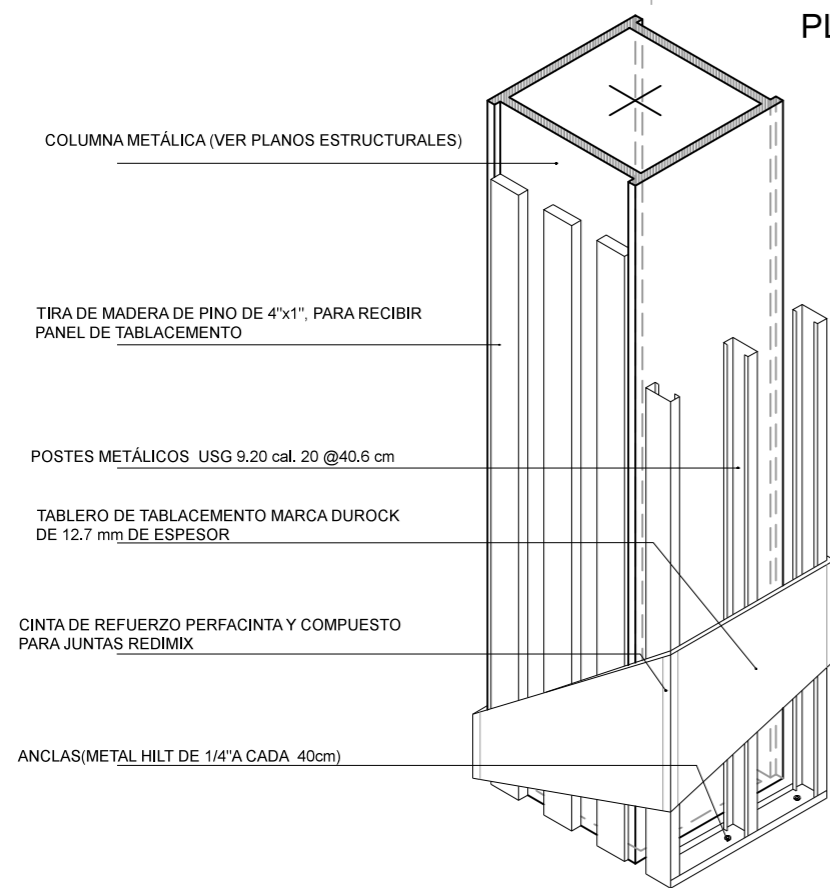 PL
COLUMNA METÁLICA (VER PLANOS ESTRUCTURALES)
TIRA DE MADERA DE PINO DE 4"x1", PARA RECIBIR
PANEL DE TABLACEMENTO
POSTES METÁLICOS USG 9.20 cal. 20 @40.6 cm
TABLERO DE TABLACEMENTO MARCA DUROCK
DE 12.7 mm DE ESPESOR
CINTA DE REFUERZO PERFACINTA Y COMPUESTO
PARA JUNTAS REDIMIX
ANCLAS(METAL HILT DE 1/4"A CADA 40cm)